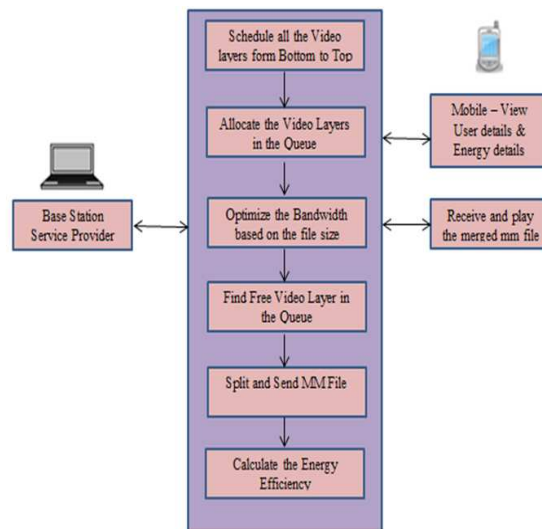 Schedule all the Video
layers form Bottom to Top
Allocate the Video Layers
in the Queue
Mobile – View
User details &
Energy details
Base Station
Service Provider
Optimize the Bandwidth
based on the file size
Receive and play
the merged mm file
Find Free Video Layer in
the Queue
Split and Send MM File
Calculate the Energy
Efficiency